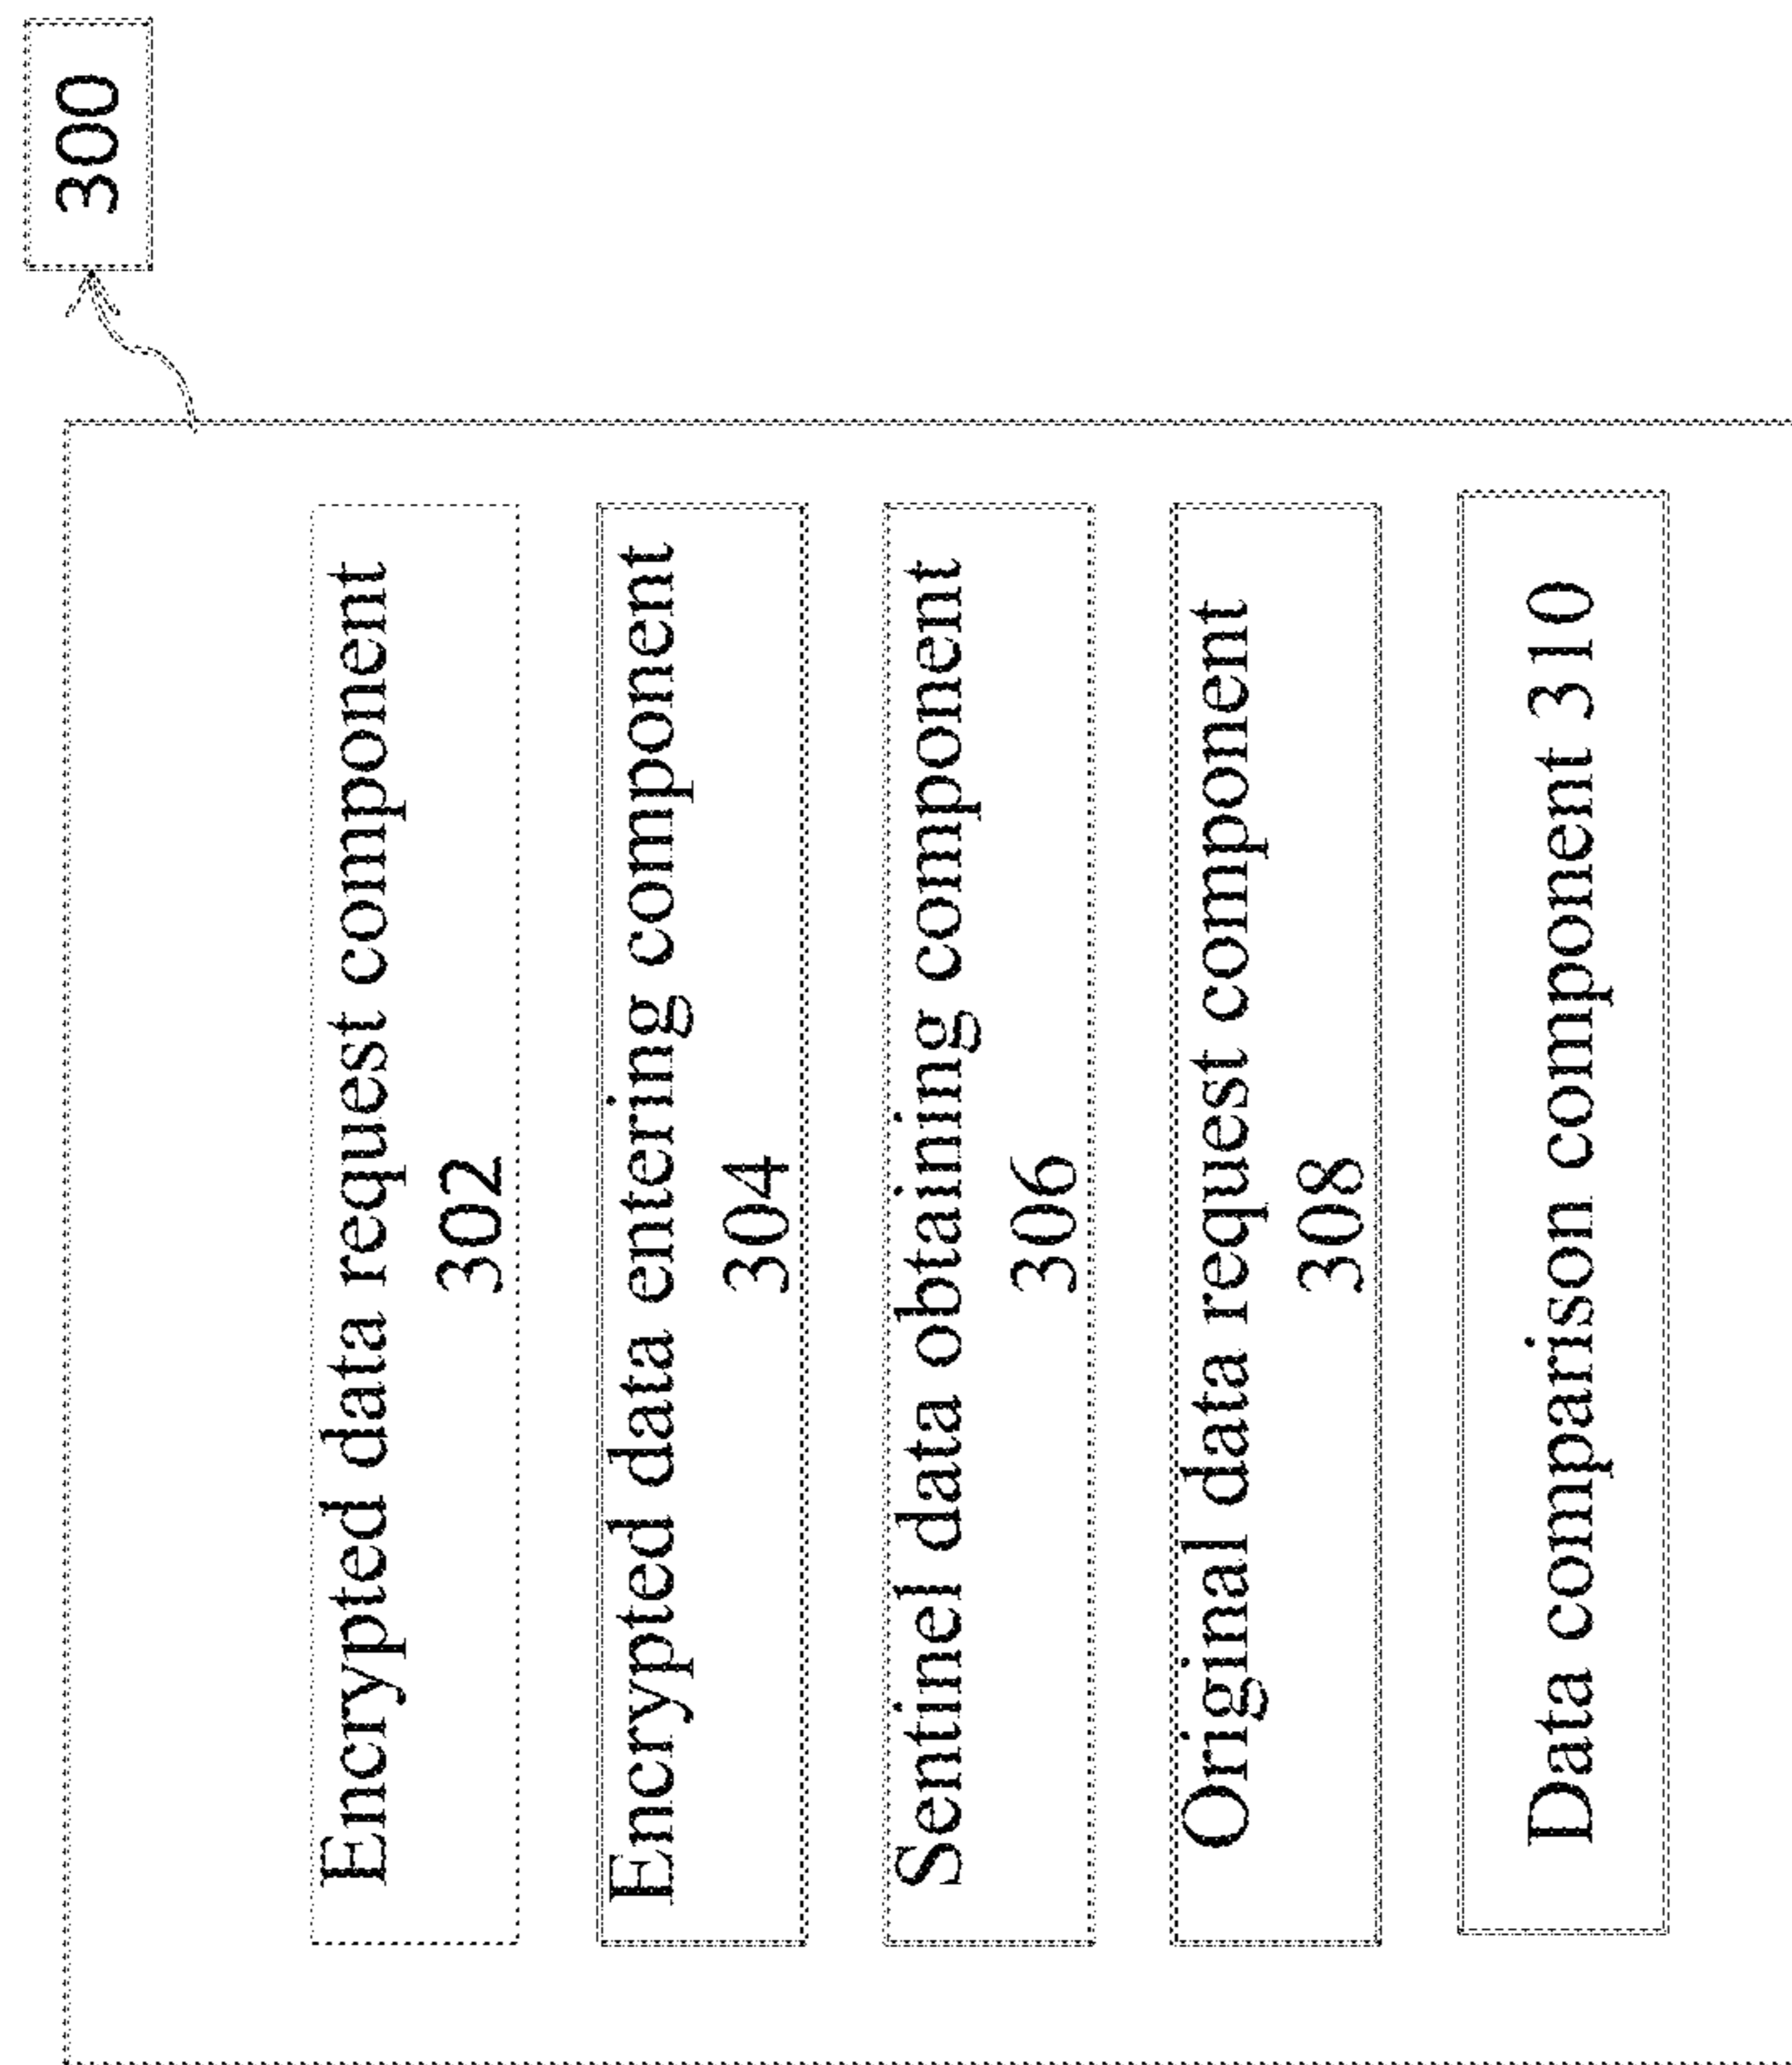 300
Encrypted data request component
302
Encrypted data entering component
304
Sentinel data obtaining component
306
Original data request component
308
Data comparison component 310